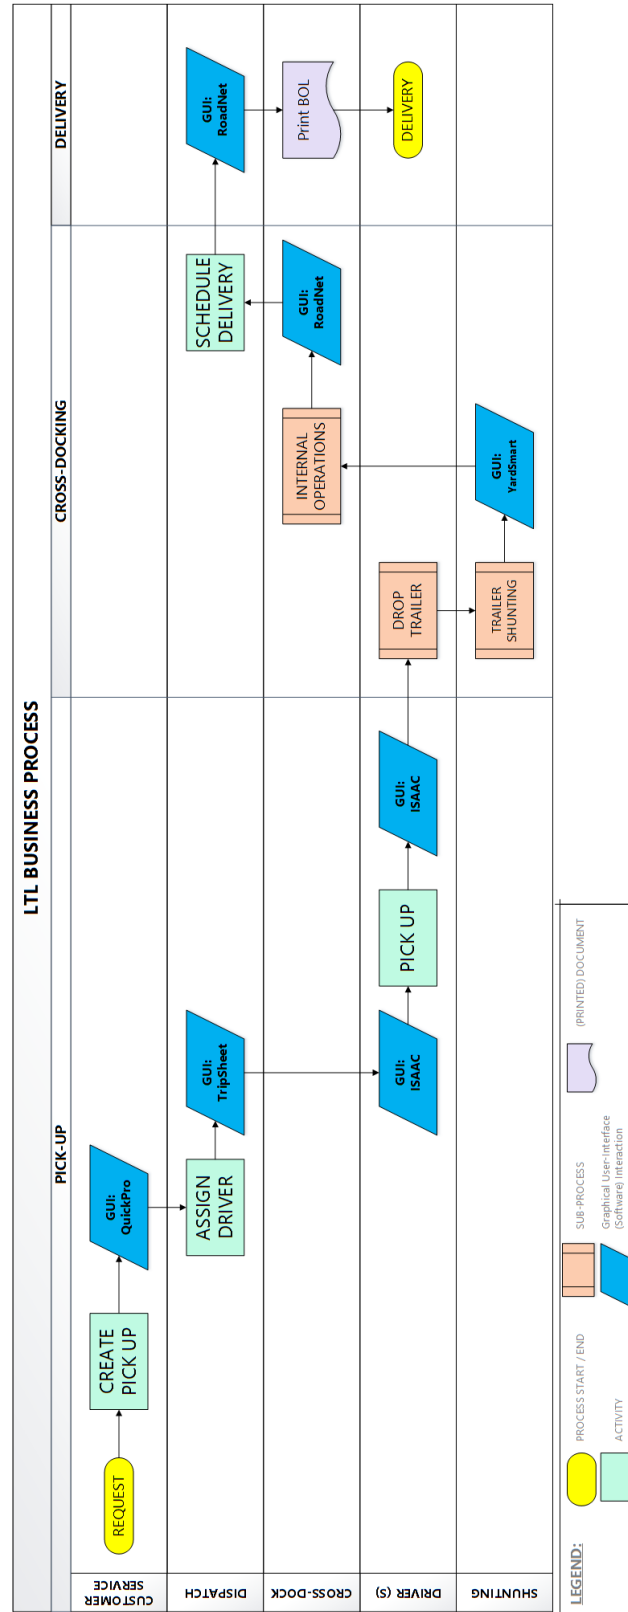 LTL BUSINESS PROCESS
PICK-UP
CROSS-DOCKING
DELIVERY
CUSTOMER
SERVICE
REQUEST
CREATE
PICK UP
GUI:
QuickPro
DISPATCH
ASSIGN
DRIVER
GUI:
TripSheet
SCHEDULE
DELIVERY
GUI:
RoadNet
CROSS-DOCK
INTERNAL
OPERATIONS
GUI:
RoadNet
Print BOL
DRIVER (S)
GUI:
ISAAC
PICK UP
GUI:
ISAAC
DROP
TRAILER
DELIVERY
SHUNTING
TRAILER
SHUNTING
GUI:
YardSmart
LEGEND:
PROCESS START / END
SUB-PROCESS
(PRINTED) DOCUMENT
ACTIVITY
Graphical User-Interface
(Software) Interaction